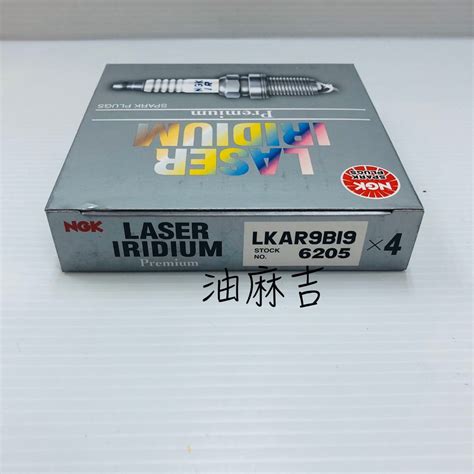 SPARK PLUGS
Premium
IRIDIUM
LASER
NGK
SPARK PLUGS
NGK
LASER
IRIDIUM
Premium
LKAR9BI9
STOCK NO. 6205
×4
油麻吉